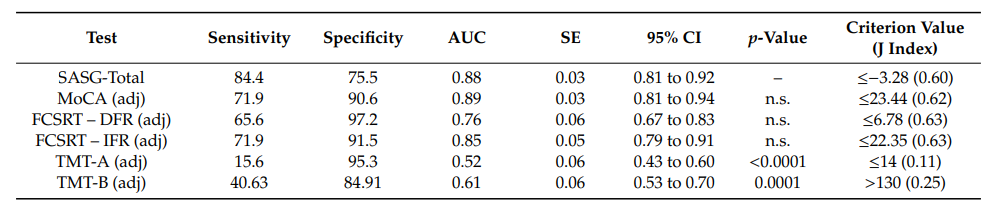 Test Sensitivity Specificity AUC SE 95% CI p-Value Criterion Value (J Index)
SASG-Total 84.4 75.5 0.88 0.03 0.81 to 0.92 – ≤−3.28 (0.60)
MoCA (adj) 71.9 90.6 0.89 0.03 0.81 to 0.94 n.s. ≤23.44 (0.62)
FCSRT – DFR (adj) 65.6 97.2 0.76 0.06 0.67 to 0.83 n.s. ≤6.78 (0.63)
FCSRT – IFR (adj) 71.9 91.5 0.85 0.05 0.79 to 0.91 n.s. ≤22.35 (0.63)
TMT-A (adj) 15.6 95.3 0.52 0.06 0.43 to 0.60 <0.0001 ≤14 (0.11)
TMT-B (adj) 40.63 84.91 0.61 0.06 0.53 to 0.70 0.0001 >130 (0.25)